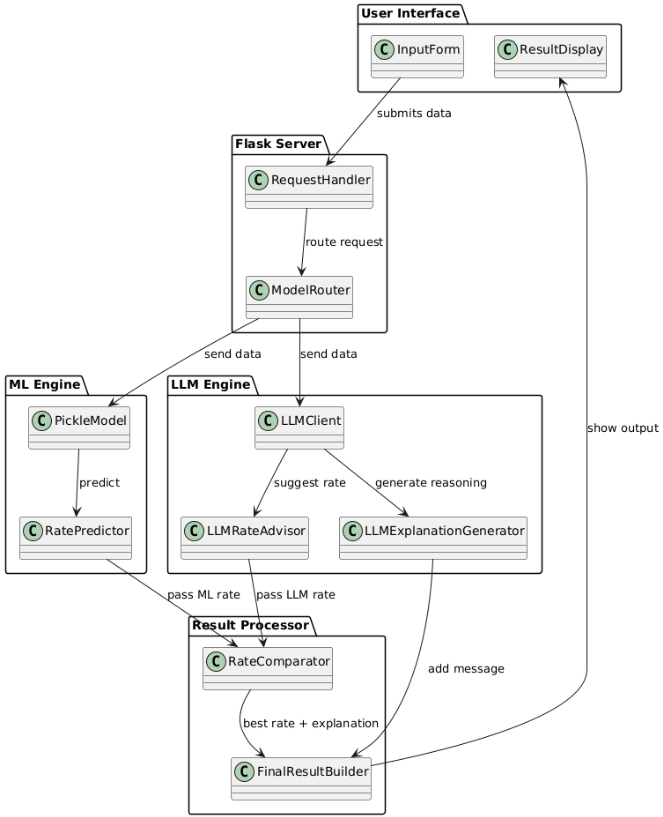 User Interface
C InputForm
C ResultDisplay
submits data
Flask Server
C RequestHandler
route request
C ModelRouter
send data
send data
ML Engine
C PickleModel
predict
C RatePredictor
LLM Engine
C LLMClient
suggest rate
generate reasoning
C LLMRateAdvisor
C LLMExplanationGenerator
show output
pass ML rate
pass LLM rate
Result Processor
C RateComparator
add message
best rate + explanation
C FinalResultBuilder